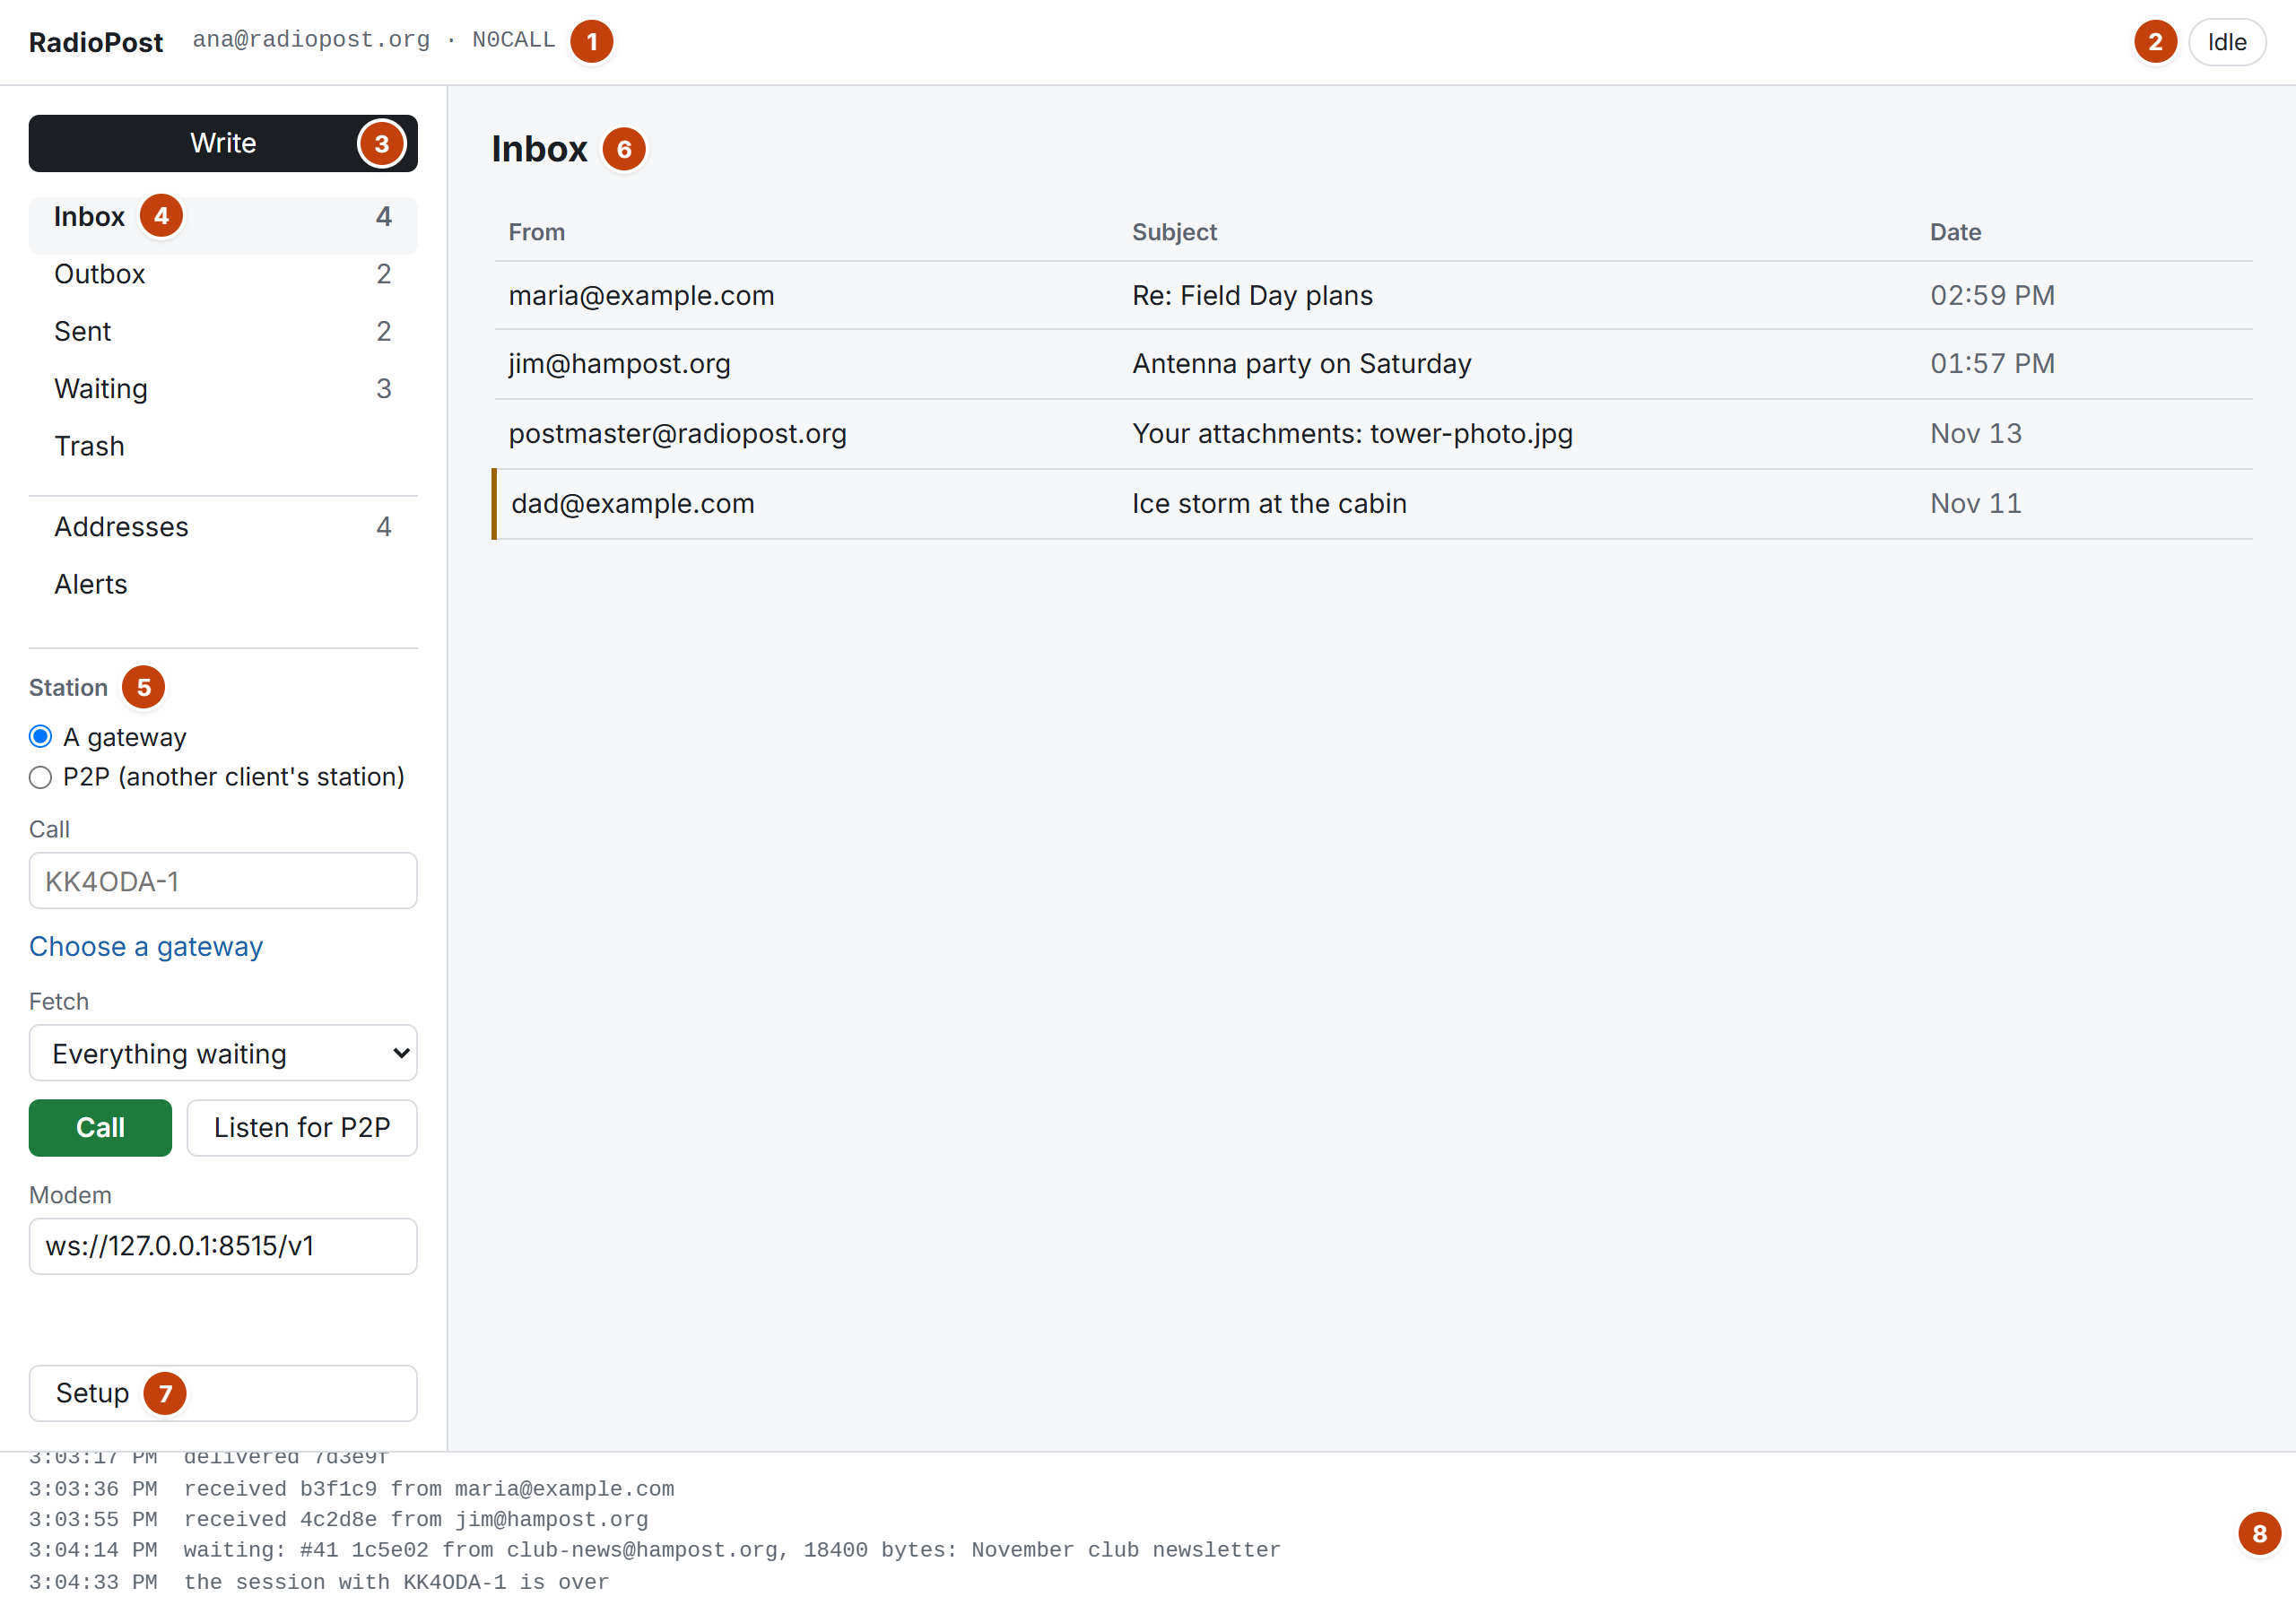 RadioPost ana@radiopost.org · N0CALL 1 2 Idle
Write 3
Inbox 4 4
Outbox 2
Sent 2
Waiting 3
Trash
Addresses 4
Alerts
Station 5
A gateway
P2P (another client's station)
Call
KK4ODA-1
Choose a gateway
Fetch
Everything waiting
Call Listen for P2P
Modem
ws://127.0.0.1:8515/v1
Setup 7
Inbox 6
From Subject Date
maria@example.com Re: Field Day plans 02:59 PM
jim@hampost.org Antenna party on Saturday 01:57 PM
postmaster@radiopost.org Your attachments: tower-photo.jpg Nov 13
dad@example.com Ice storm at the cabin Nov 11
3:03:17 PM delivered 7d3e9f
3:03:36 PM received b3f1c9 from maria@example.com
3:03:55 PM received 4c2d8e from jim@hampost.org
3:04:14 PM waiting: #41 1c5e02 from club-news@hampost.org, 18400 bytes: November club newsletter
3:04:33 PM the session with KK4ODA-1 is over
8